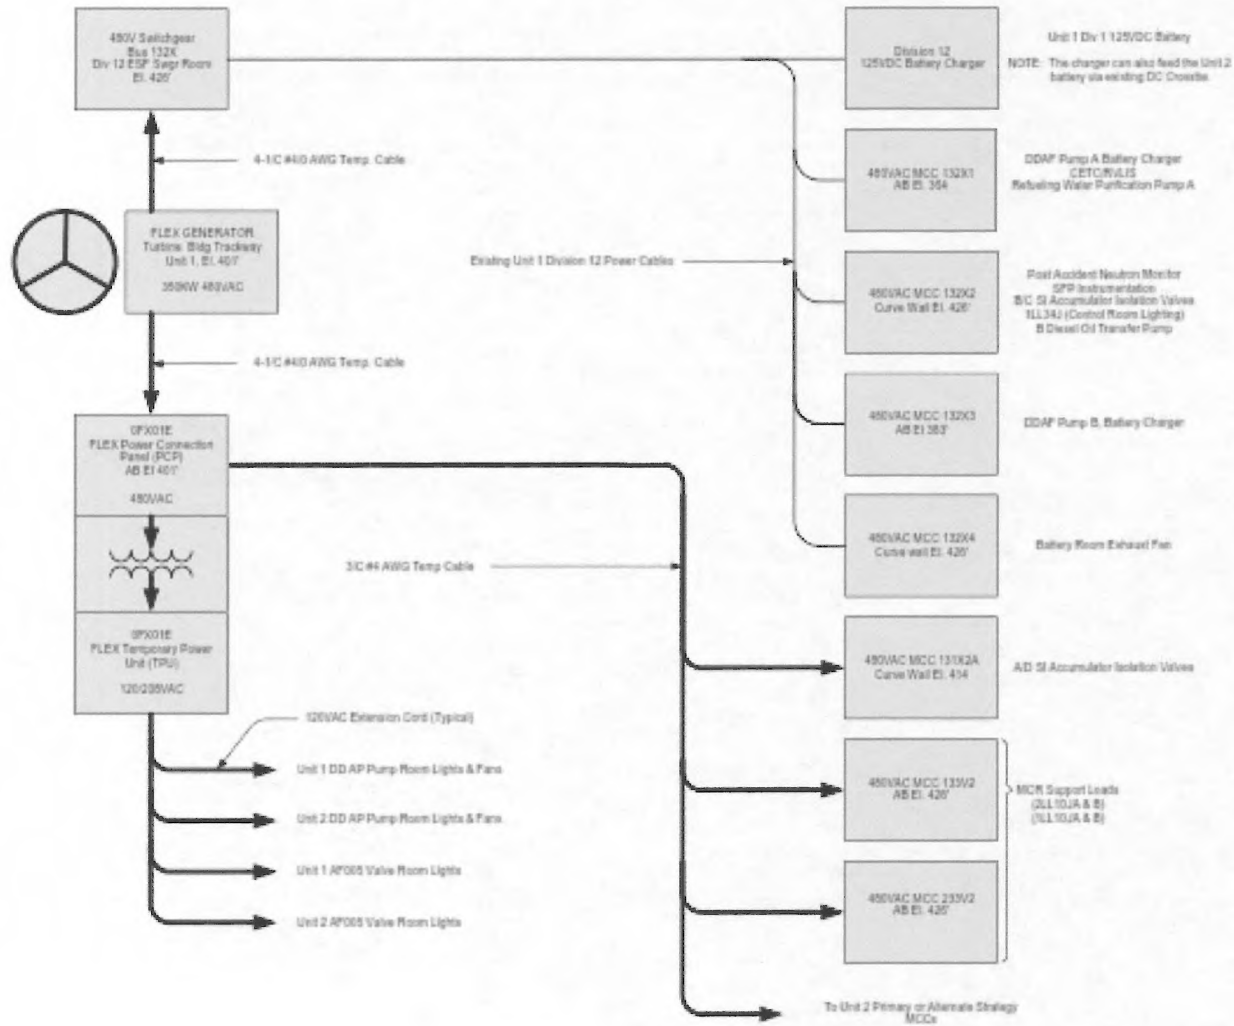 480V Switchgear
Bus 132X
Div 12 ESF Swgr Room
El. 426'
4-1/C #4/0 AWG Temp. Cable
FLEX GENERATOR
Turbine Bldg Trackway
Unit 1, El. 401'
350KW 480VAC
4-1/C #4/0 AWG Temp. Cable
0FX01E
FLEX Power Connection
Panel (PCP)
AB El 401'
480VAC
0FX01E
FLEX Temporary Power
Unit (TPU)
120/208VAC
120VAC Extension Cord (Typical)
Unit 1 DD AP Pump Room Lights & Fans
Unit 2 DD AP Pump Room Lights & Fans
Unit 1 AF005 Valve Room Lights
Unit 2 AF005 Valve Room Lights
Existing Unit 1 Division 12 Power Cables
3/C #4 AWG Temp Cable
Division 12
125VDC Battery Charger
Unit 1 Div 1 125VDC Battery
NOTE: The charger can also feed the Unit 2
battery via existing DC Crosstie.
480VAC MCC 132X1
AB El. 364
DDAF Pump A Battery Charger
CETC/RVLIS
Refueling Water Purification Pump A
480VAC MCC 132X2
Curve Wall El. 426'
Post Accident Neutron Monitor
SFP Instrumentation
B/C SI Accumulator Isolation Valves
1LL34J (Control Room Lighting)
B Diesel Oil Transfer Pump
480VAC MCC 132X3
AB El 383'
DDAF Pump B, Battery Charger
480VAC MCC 132X4
Curve wall El. 426'
Battery Room Exhaust Fan
480VAC MCC 131X2A
Curve Wall El. 414
A/D SI Accumulator Isolation Valves
480VAC MCC 133V2
AB El. 426'
480VAC MCC 233V2
AB El. 426'
MCR Support Loads
(2LL10JA & B)
(1LL10JA & B)
To Unit 2 Primary or Alternate Strategy
MCCs